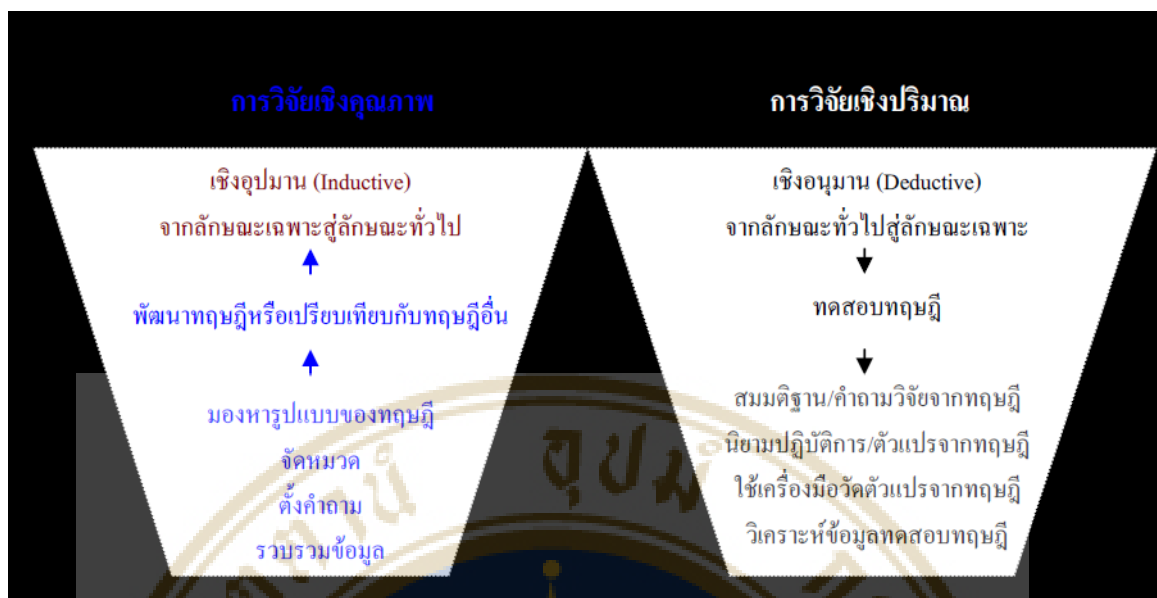 การวิจัยเชิงคุณภาพ
เชิงอุปมาน (Inductive)
จากลักษณะเฉพาะสู่ลักษณะทั่วไป
พัฒนาทฤษฎีหรือเปรียบเทียบกับทฤษฎีอื่น
มองหารูปแบบของทฤษฎี
จัดหมวด
ตั้งคำถาม
รวบรวมข้อมูล
การวิจัยเชิงปริมาณ
เชิงอนุมาน (Deductive)
จากลักษณะทั่วไปสู่ลักษณะเฉพาะ
ทดสอบทฤษฎี
สมมติฐาน/คำถามวิจัยจากทฤษฎี
นิยามปฏิบัติการ/ตัวแปรจากทฤษฎี
ใช้เครื่องมือวัดตัวแปรจากทฤษฎี
วิเคราะห์ข้อมูลทดสอบทฤษฎี